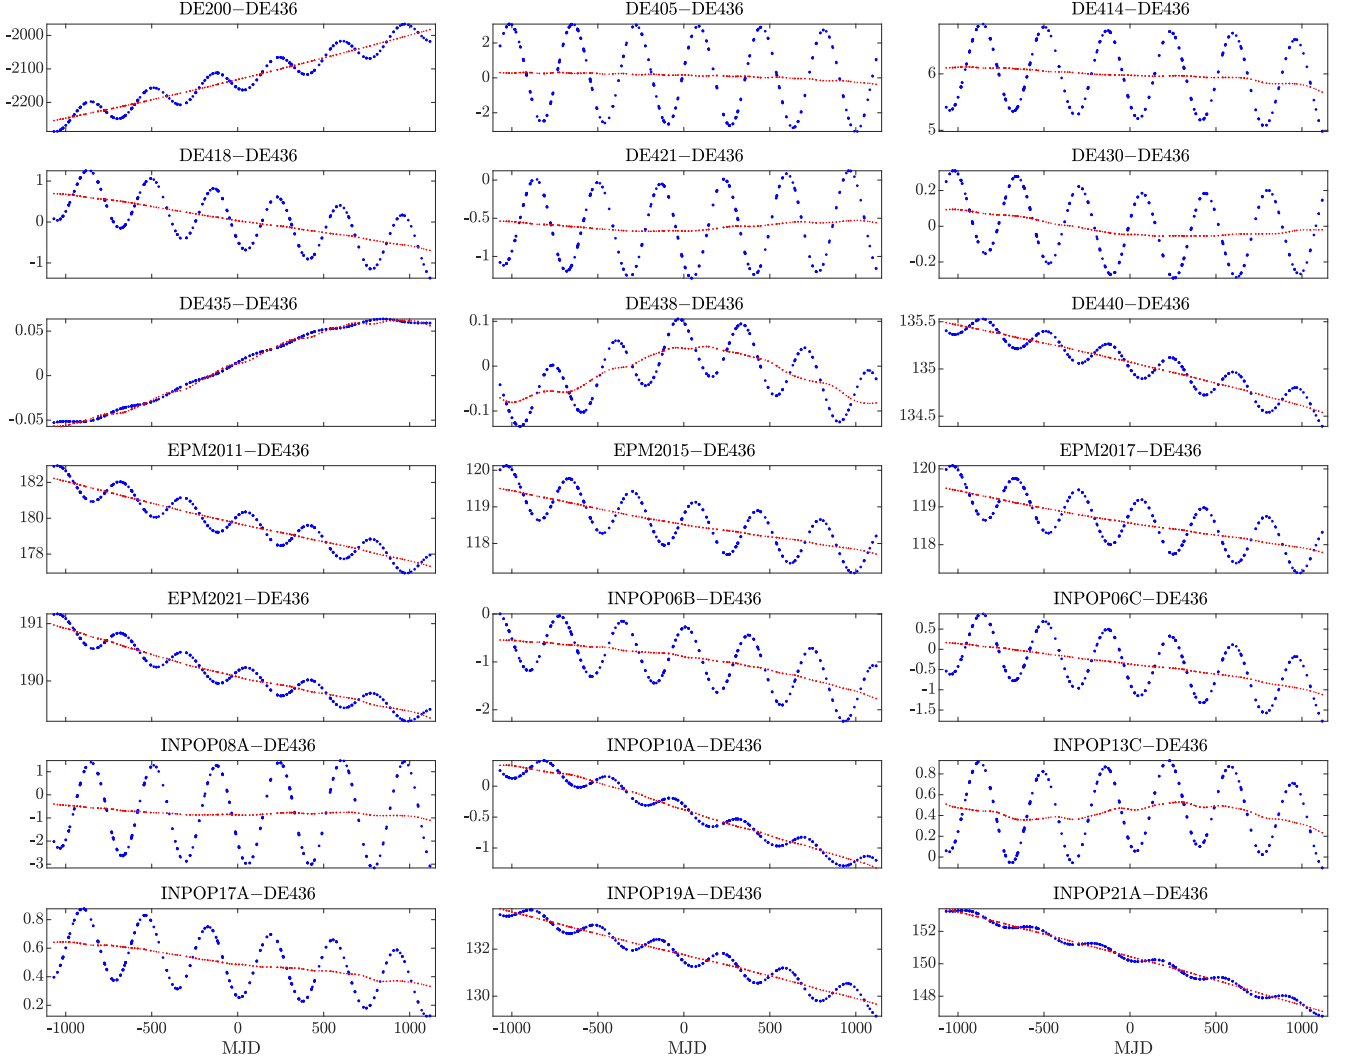 DE200−DE436
DE405−DE436
DE414−DE436
-2000
-2100
-2200
2
0
-2
6
5
DE418−DE436
DE421−DE436
DE430−DE436
1
0
-1
0
-0.5
-1
0.2
0
-0.2
DE435−DE436
DE438−DE436
DE440−DE436
0.05
0
-0.05
0.1
0
-0.1
135.5
135
134.5
EPM2011−DE436
EPM2015−DE436
EPM2017−DE436
182
180
178
120
119
118
120
119
118
EPM2021−DE436
INPOP06B−DE436
INPOP06C−DE436
191
190
0
-1
-2
0.5
0
-0.5
-1
-1.5
INPOP08A−DE436
INPOP10A−DE436
INPOP13C−DE436
1
0
-1
-2
-3
0
-0.5
-1
0.8
0.6
0.4
0.2
0
INPOP17A−DE436
INPOP19A−DE436
INPOP21A−DE436
0.8
0.6
0.4
0.2
132
130
152
150
148
-1000 -500 0 500 1000
-1000 -500 0 500 1000
-1000 -500 0 500 1000
MJD
MJD
MJD